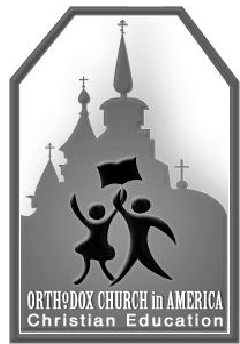 ORTHODOX CHURCH in AMERICA
Christian Education